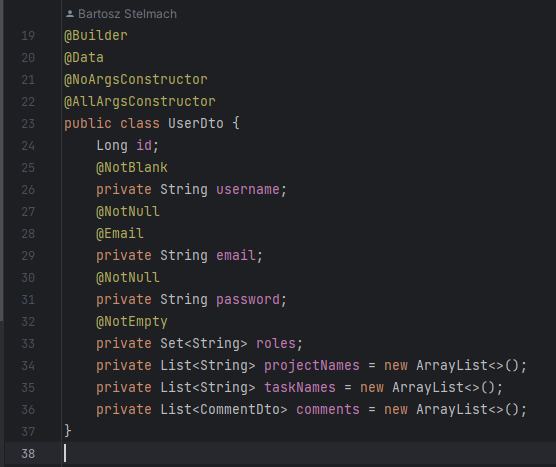 Bartosz Stelmach
19 @Builder
20 @Data
21 @NoArgsConstructor
22 @AllArgsConstructor
23 public class UserDto {
24     Long id;
25     @NotBlank
26     private String username;
27     @NotNull
28     @Email
29     private String email;
30     @NotNull
31     private String password;
32     @NotEmpty
33     private Set<String> roles;
34     private List<String> projectNames = new ArrayList<>();
35     private List<String> taskNames = new ArrayList<>();
36     private List<CommentDto> comments = new ArrayList<>();
37 }
38